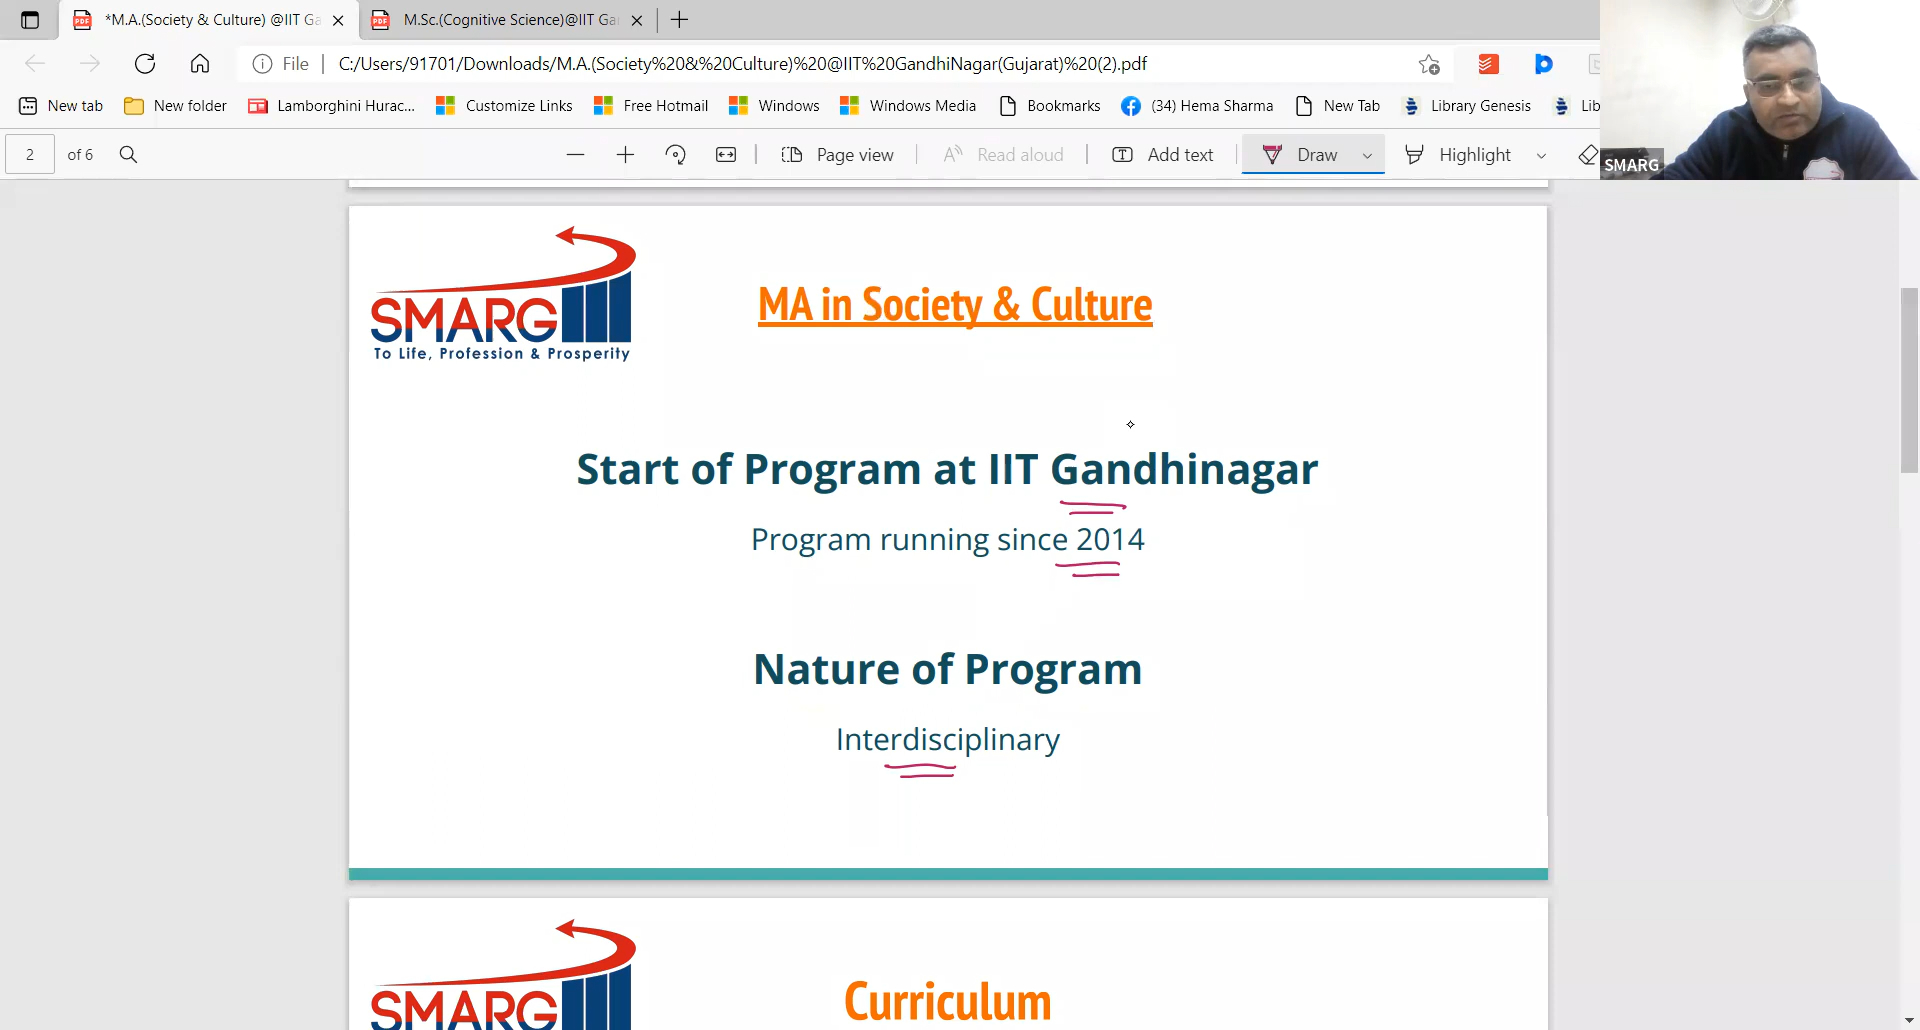 *M.A.(Society & Culture) @IIT Ga
M.Sc.(Cognitive Science)@IIT Ga
File
C:/Users/91701/Downloads/M.A.(Society%20&%20Culture)%20@IIT%20GandhiNagar(Gujarat)%20(2).pdf
New tab
New folder
Lamborghini Hurac...
Customize Links
Free Hotmail
Windows
Windows Media
Bookmarks
(34) Hema Sharma
New Tab
Library Genesis
Lib
2 of 6
Page view
Read aloud
Add text
Draw
Highlight
SMARG
SMARG
To Life, Profession & Prosperity
MA in Society & Culture
Start of Program at IIT Gandhinagar
Program running since 2014
Nature of Program
Interdisciplinary
SMARG
Curriculum